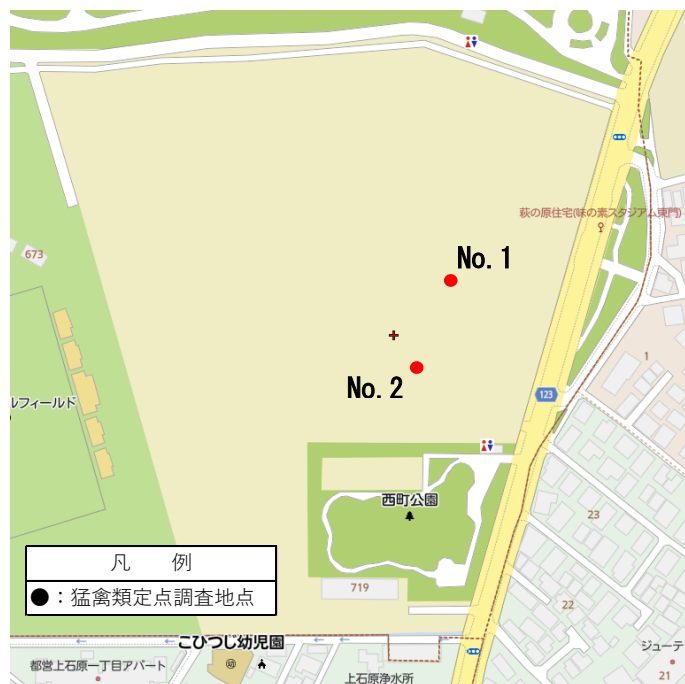 萩の原住宅(味の素スタジアム東門)
No.1
673
1
No.2
123
ルフィールド
西町公園
23
凡　例
●：猛禽類定点調査地点
719
22
こひつじ幼児園
都営上石原一丁目アパート
上石原浄水所
ジューテ
21